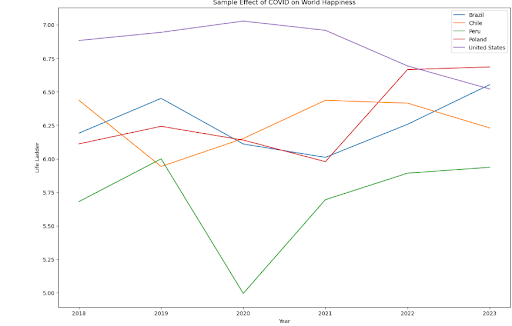 Sample Effect of COVID on World Happiness
Brazil
Chile
Peru
Poland
United States
Life Ladder
7.00
6.75
6.50
6.25
6.00
5.75
5.50
5.25
5.00
2018 2019 2020 2021 2022 2023
Year